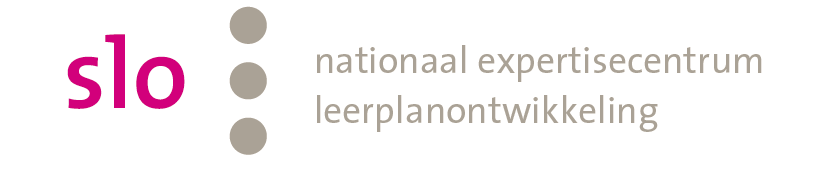 slo
nationaal expertisecentrum
leerplanontwikkeling